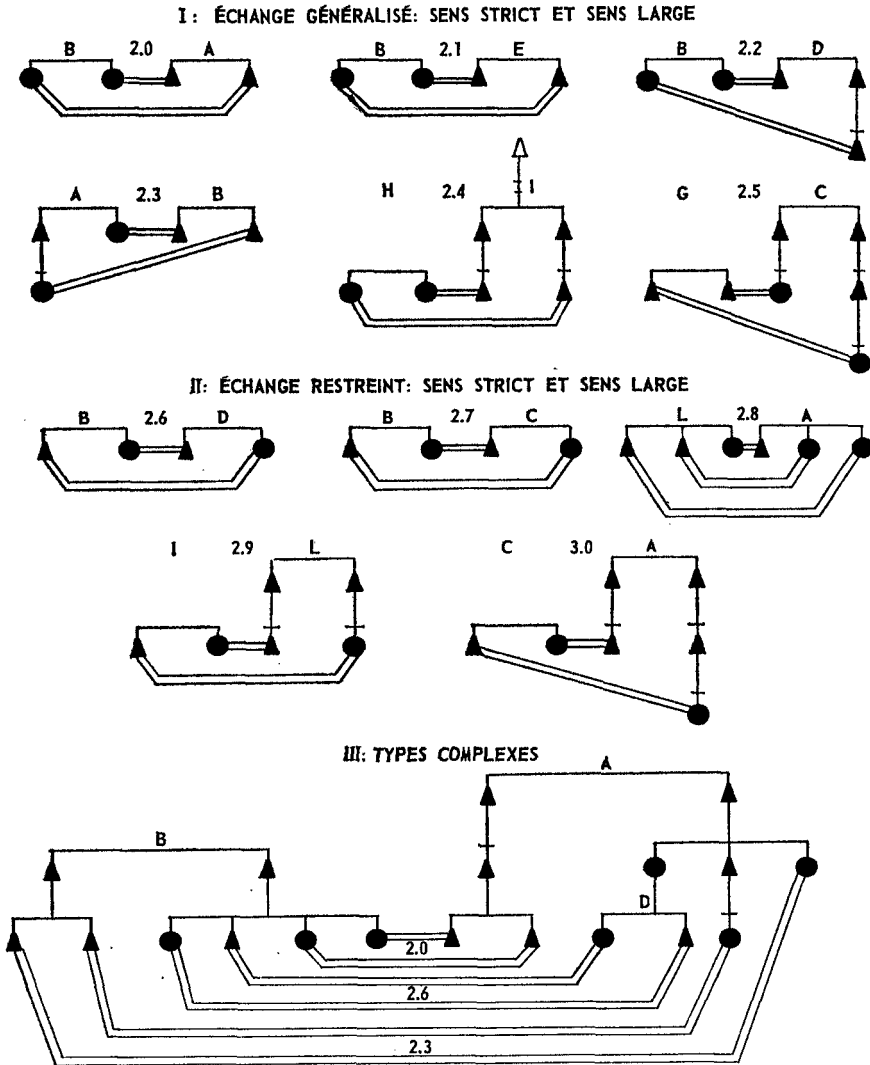 I: ÉCHANGE GÉNÉRALISÉ: SENS STRICT ET SENS LARGE
B 2.0 A
B 2.1 E
B 2.2 D
A 2.3 B
H 2.4 I
G 2.5 C
II: ÉCHANGE RESTREINT: SENS STRICT ET SENS LARGE
B 2.6 D
B 2.7 C
L 2.8 A
I 2.9 L
C 3.0 A
III: TYPES COMPLEXES
A
B
D
2.0
2.6
2.3